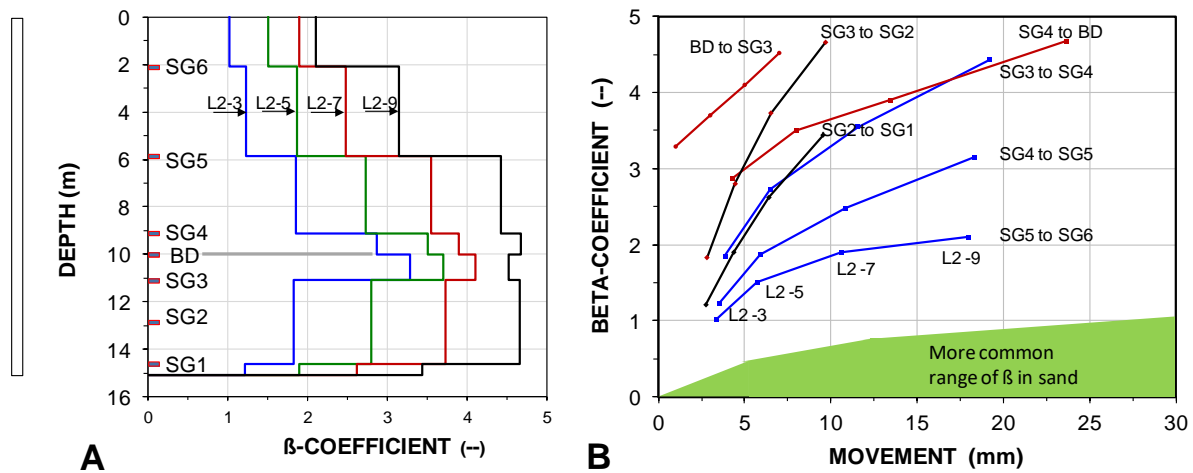 0
2
4
6
8
10
12
14
16
0
1
2
3
4
5
DEPTH (m)
SG6
L2-3
L2-5
L2-7
L2-9
SG5
SG4
BD
SG3
SG2
SG1
ß-COEFFICIENT (--)
A
5
4
3
2
1
0
0
5
10
15
20
25
30
BETA-COEFFICIENT (--)
BD to SG3
SG3 to SG2
SG4 to BD
SG3 to SG4
SG2 to SG1
SG4 to SG5
SG5 to SG6
L2-9
L2-7
L2-5
L2-3
More common
range of ß in sand
MOVEMENT (mm)
B